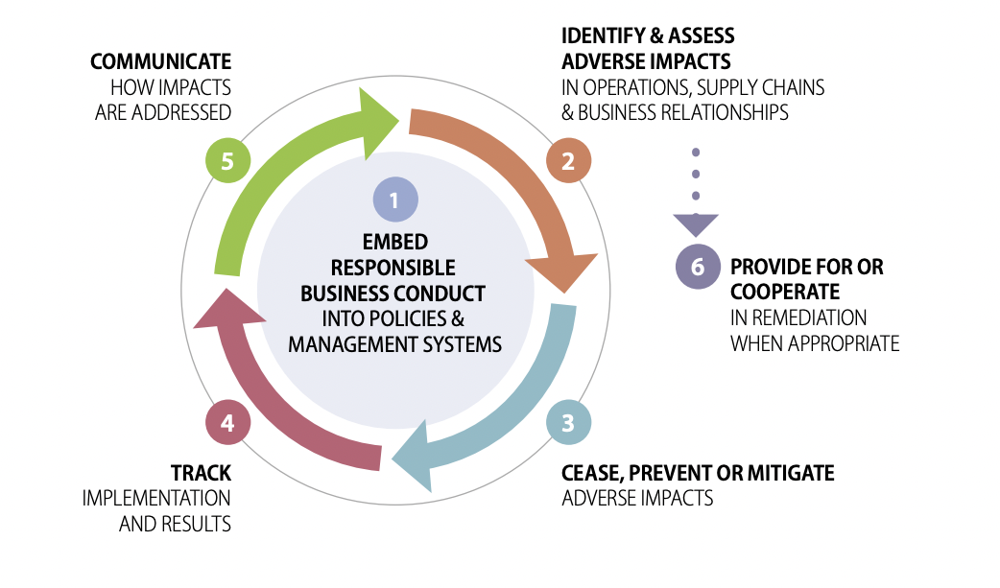 1
EMBED
RESPONSIBLE
BUSINESS CONDUCT
INTO POLICIES &
MANAGEMENT SYSTEMS
2
IDENTIFY & ASSESS
ADVERSE IMPACTS
IN OPERATIONS, SUPPLY CHAINS
& BUSINESS RELATIONSHIPS
3
CEASE, PREVENT OR MITIGATE
ADVERSE IMPACTS
4
TRACK
IMPLEMENTATION
AND RESULTS
5
COMMUNICATE
HOW IMPACTS
ARE ADDRESSED
6
PROVIDE FOR OR
COOPERATE
IN REMEDIATION
WHEN APPROPRIATE